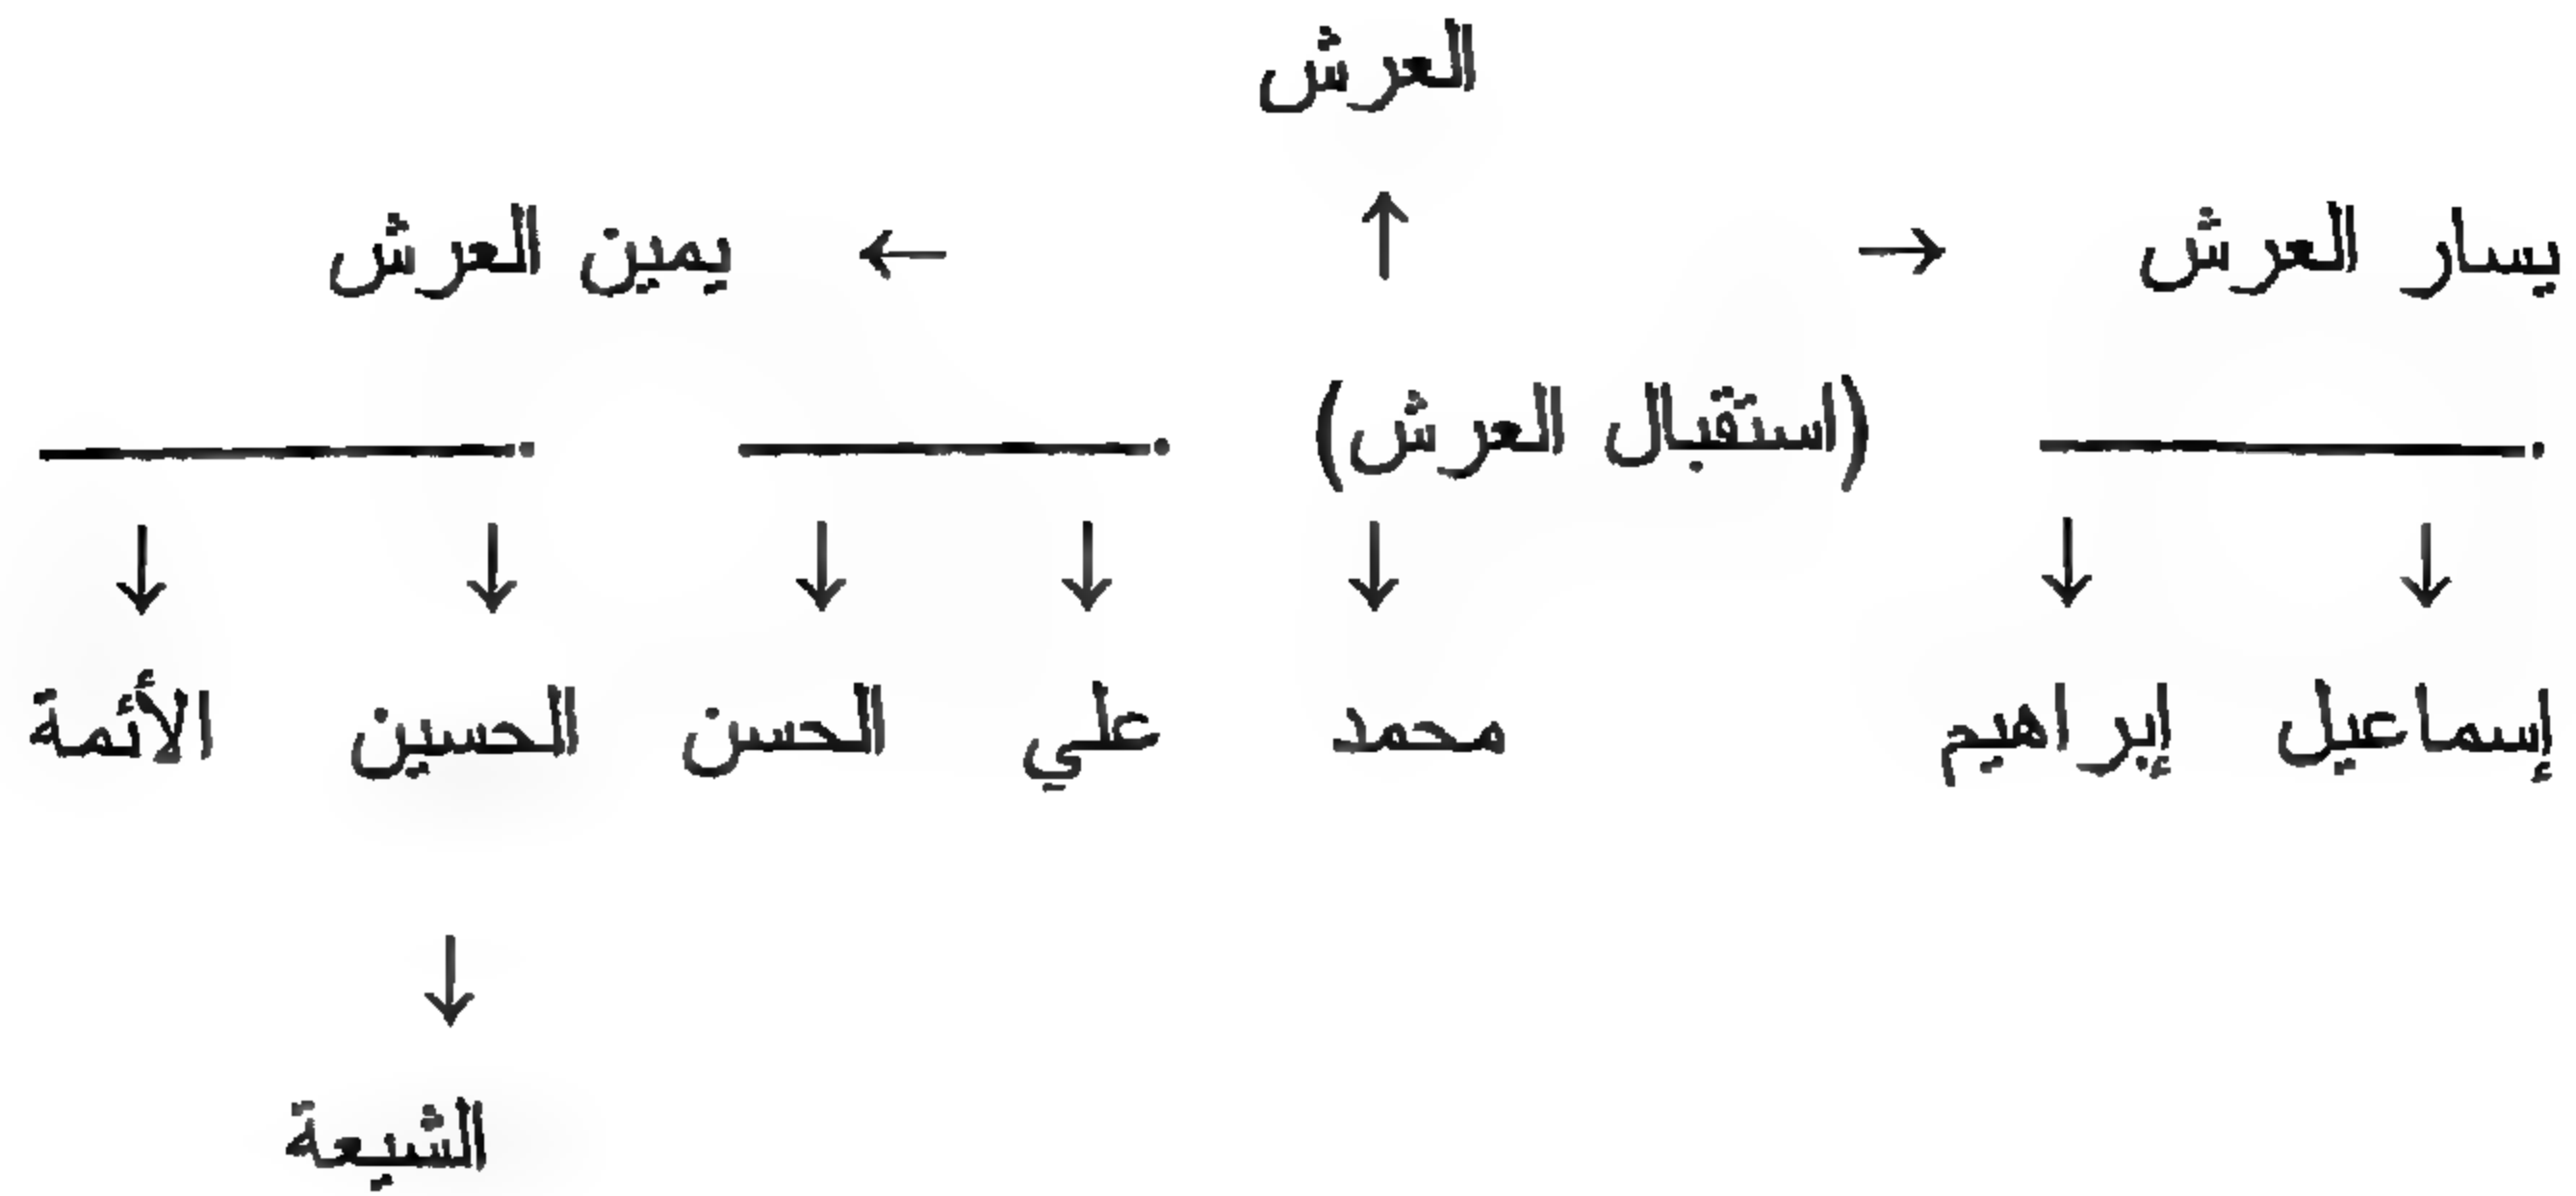 العرش
يسار العرش → ↑ ← يمين العرش
(استقبال العرش)
↓ ↓ ↓ ↓ ↓ ↓ ↓
إسماعيل إبراهيم محمد علي الحسن الحسين الأئمة
↓
الشيعة